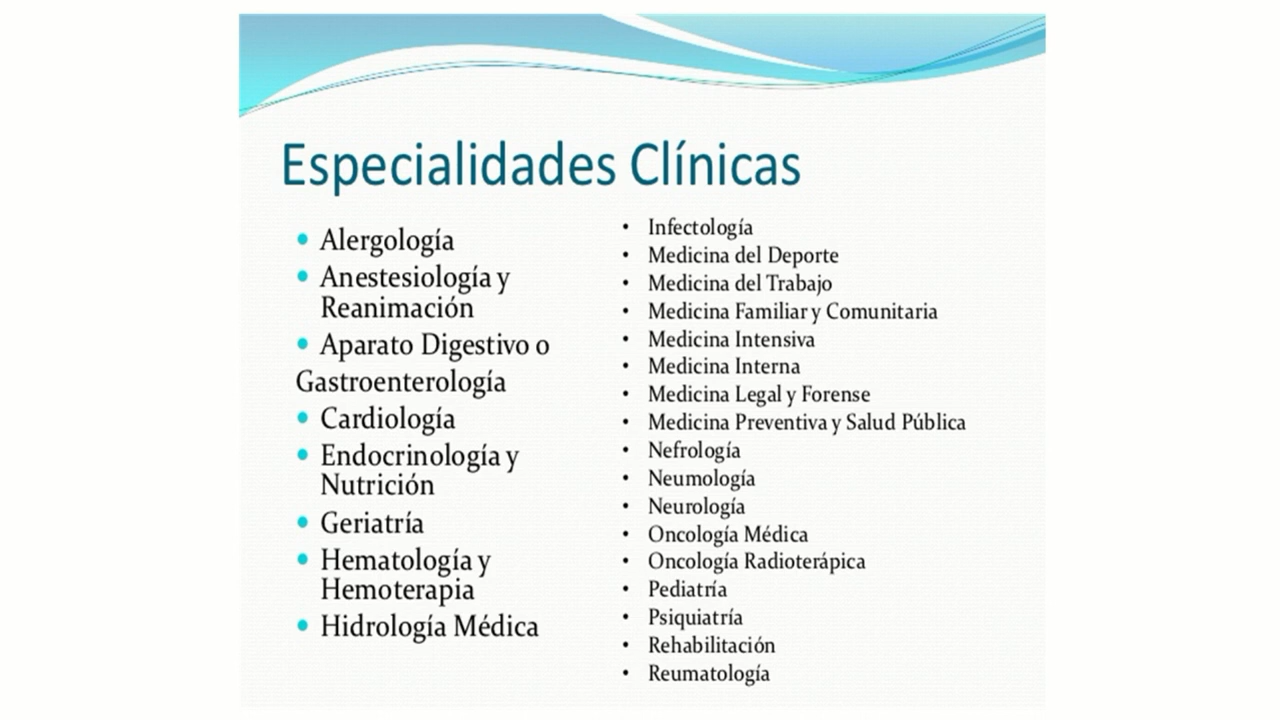 Especialidades Clínicas
• Alergología
• Anestesiología y
Reanimación
• Aparato Digestivo o
Gastroenterología
• Cardiología
• Endocrinología y
Nutrición
• Geriatría
• Hematología y
Hemoterapia
• Hidrología Médica
• Infectología
• Medicina del Deporte
• Medicina del Trabajo
• Medicina Familiar y Comunitaria
• Medicina Intensiva
• Medicina Interna
• Medicina Legal y Forense
• Medicina Preventiva y Salud Pública
• Nefrología
• Neumología
• Neurología
• Oncología Médica
• Oncología Radioterápica
• Pediatría
• Psiquiatría
• Rehabilitación
• Reumatología